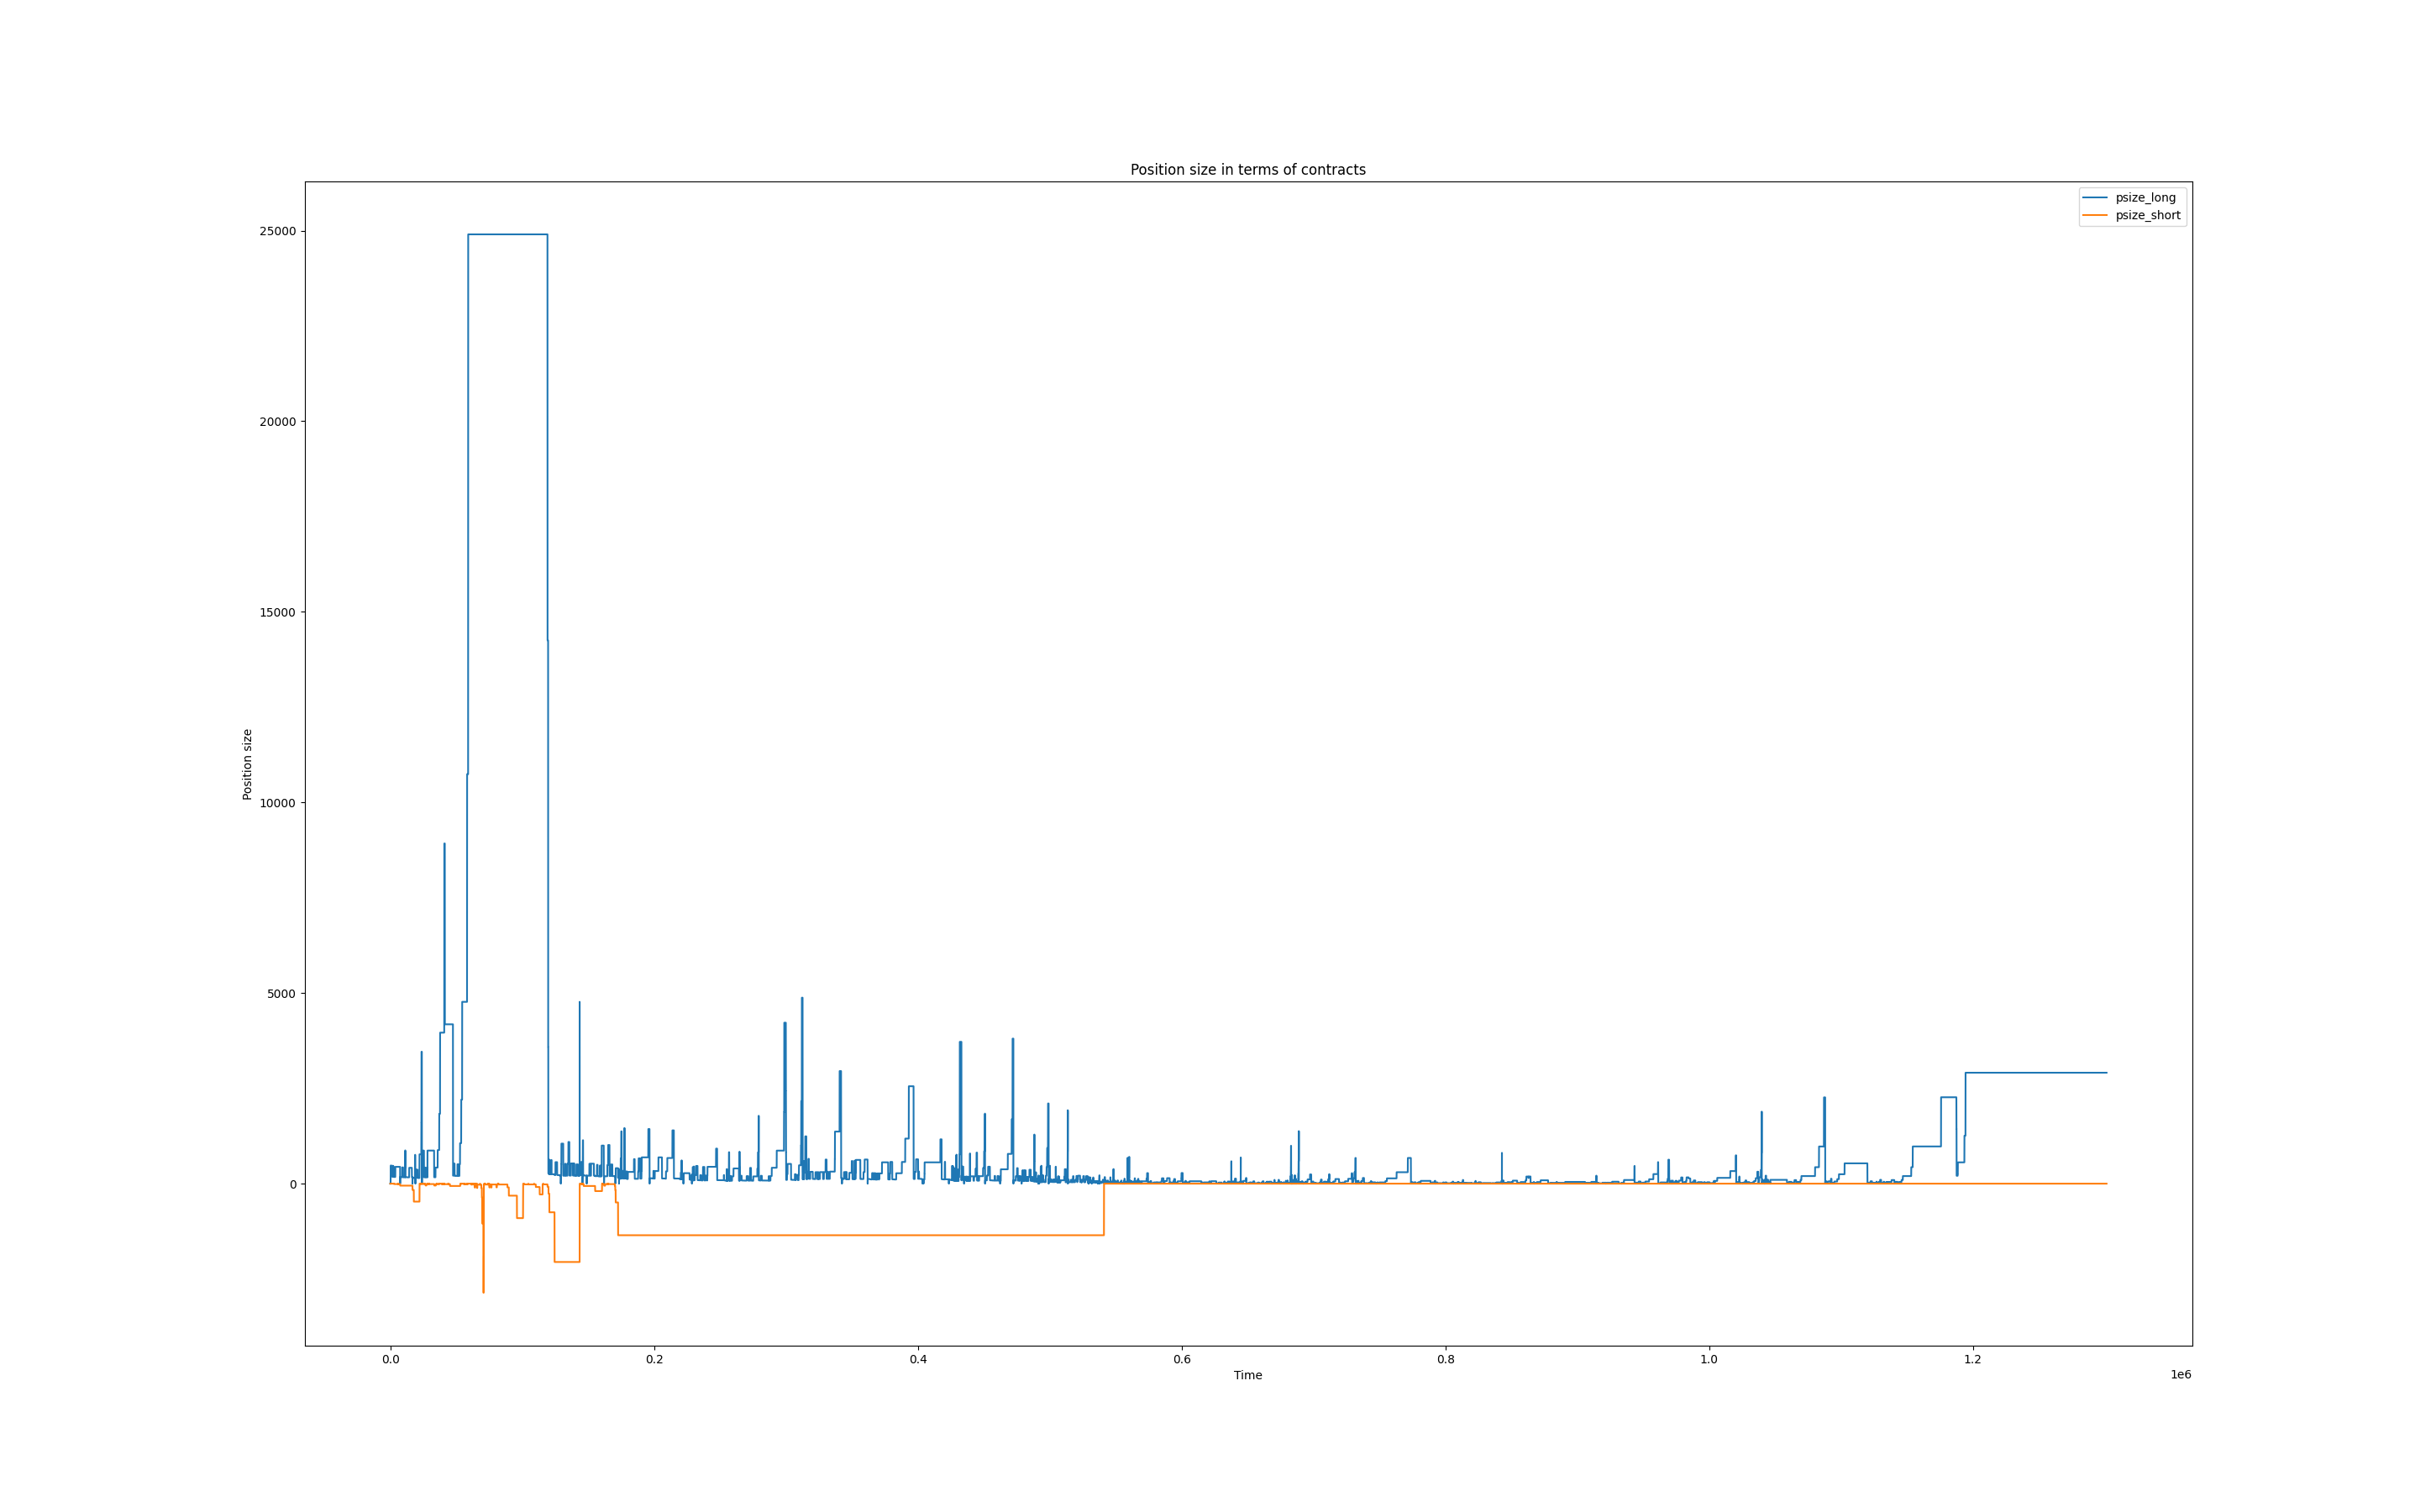 Position size in terms of contracts
psize_long
psize_short
25000
20000
15000
10000
5000
0
Position size
0.0 0.2 0.4 0.6 0.8 1.0 1.2
Time
1e6